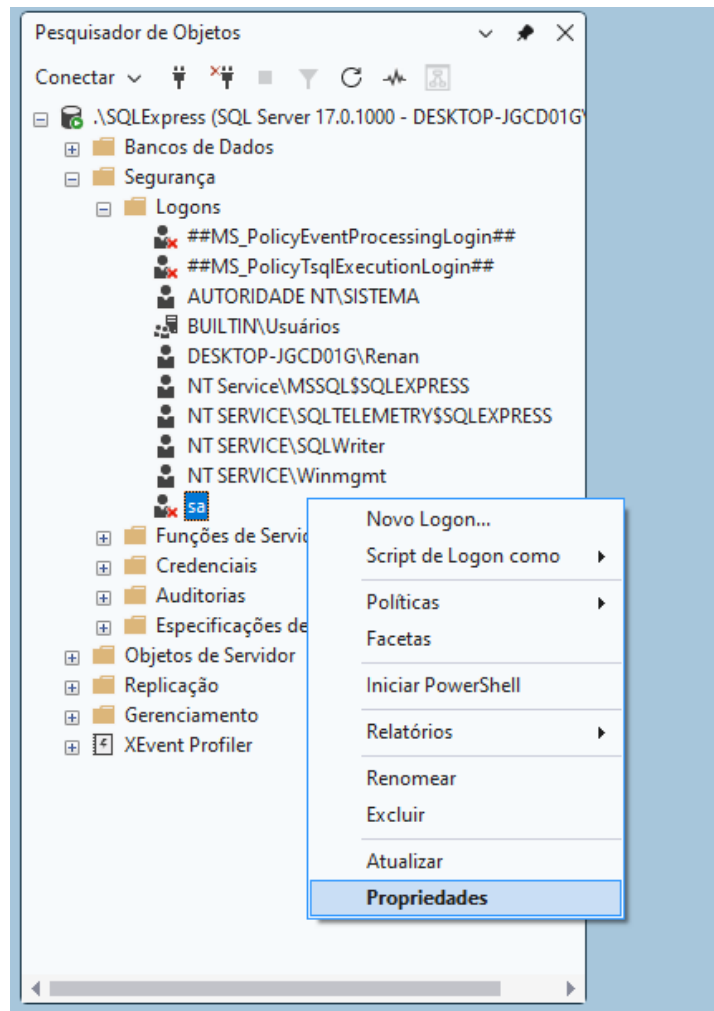 Pesquisador de Objetos
Conectar
.\SQLExpress (SQL Server 17.0.1000 - DESKTOP-JGCD01G\
Bancos de Dados
Segurança
Logons
##MS_PolicyEventProcessingLogin##
##MS_PolicyTsqlExecutionLogin##
AUTORIDADE NT\SISTEMA
BUILTIN\Usuários
DESKTOP-JGCD01G\Renan
NT Service\MSSQL$SQLEXPRESS
NT SERVICE\SQLTELEMETRY$SQLEXPRESS
NT SERVICE\SQLWriter
NT SERVICE\Winmgmt
sa
Funções de Servi
Credenciais
Auditorias
Especificações de
Objetos de Servidor
Replicação
Gerenciamento
XEvent Profiler
Novo Logon...
Script de Logon como
Políticas
Facetas
Iniciar PowerShell
Relatórios
Renomear
Excluir
Atualizar
Propriedades